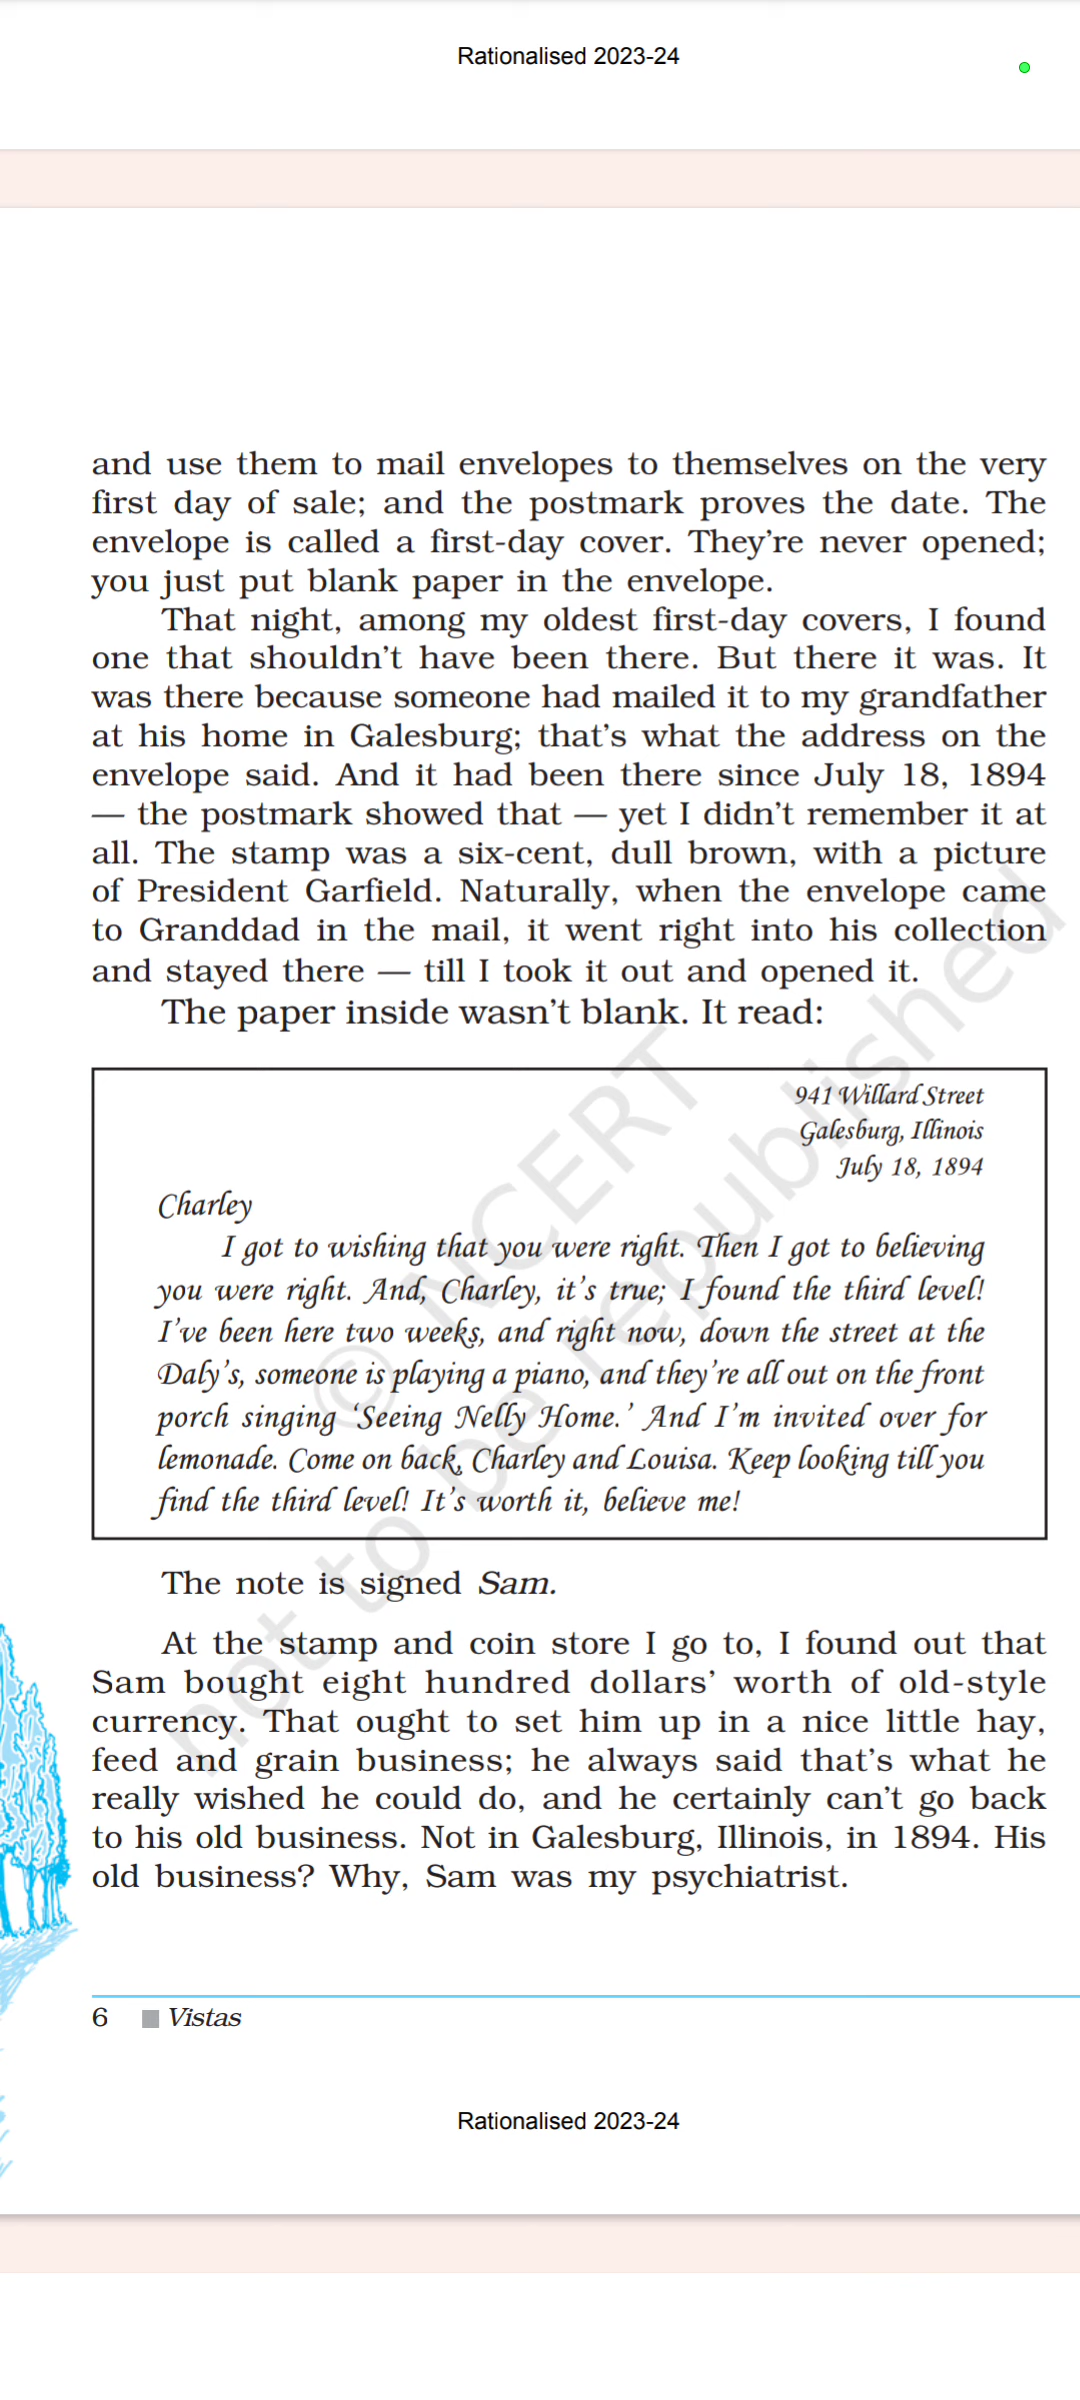 Rationalised 2023-24
and use them to mail envelopes to themselves on the very
first day of sale; and the postmark proves the date. The
envelope is called a first-day cover. They’re never opened;
you just put blank paper in the envelope.
That night, among my oldest first-day covers, I found
one that shouldn’t have been there. But there it was. It
was there because someone had mailed it to my grandfather
at his home in Galesburg; that’s what the address on the
envelope said. And it had been there since July 18, 1894
— the postmark showed that — yet I didn’t remember it at
all. The stamp was a six-cent, dull brown, with a picture
of President Garfield. Naturally, when the envelope came
to Granddad in the mail, it went right into his collection
and stayed there — till I took it out and opened it.
The paper inside wasn’t blank. It read:
941 Willard Street
Galesburg, Illinois
July 18, 1894
Charley
I got to wishing that you were right. Then I got to believing
you were right. And, Charley, it’s true; I found the third level!
I’ve been here two weeks, and right now, down the street at the
Daly’s, someone is playing a piano, and they’re all out on the front
porch singing ‘Seeing Nelly Home.’ And I’m invited over for
lemonade. Come on back, Charley and Louisa. Keep looking till you
find the third level! It’s worth it, believe me!
The note is signed Sam.
At the stamp and coin store I go to, I found out that
Sam bought eight hundred dollars’ worth of old-style
currency. That ought to set him up in a nice little hay,
feed and grain business; he always said that’s what he
really wished he could do, and he certainly can’t go back
to his old business. Not in Galesburg, Illinois, in 1894. His
old business? Why, Sam was my psychiatrist.
6 Vistas
Rationalised 2023-24
© NCERT
not to be republished